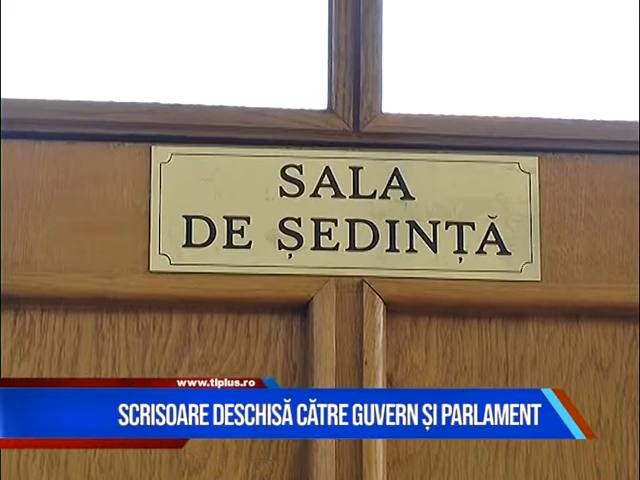 SALA
DE ȘEDINȚĂ
www.tlplus.ro
SCRISOARE DESCHISĂ CĂTRE GUVERN ȘI PARLAMENT